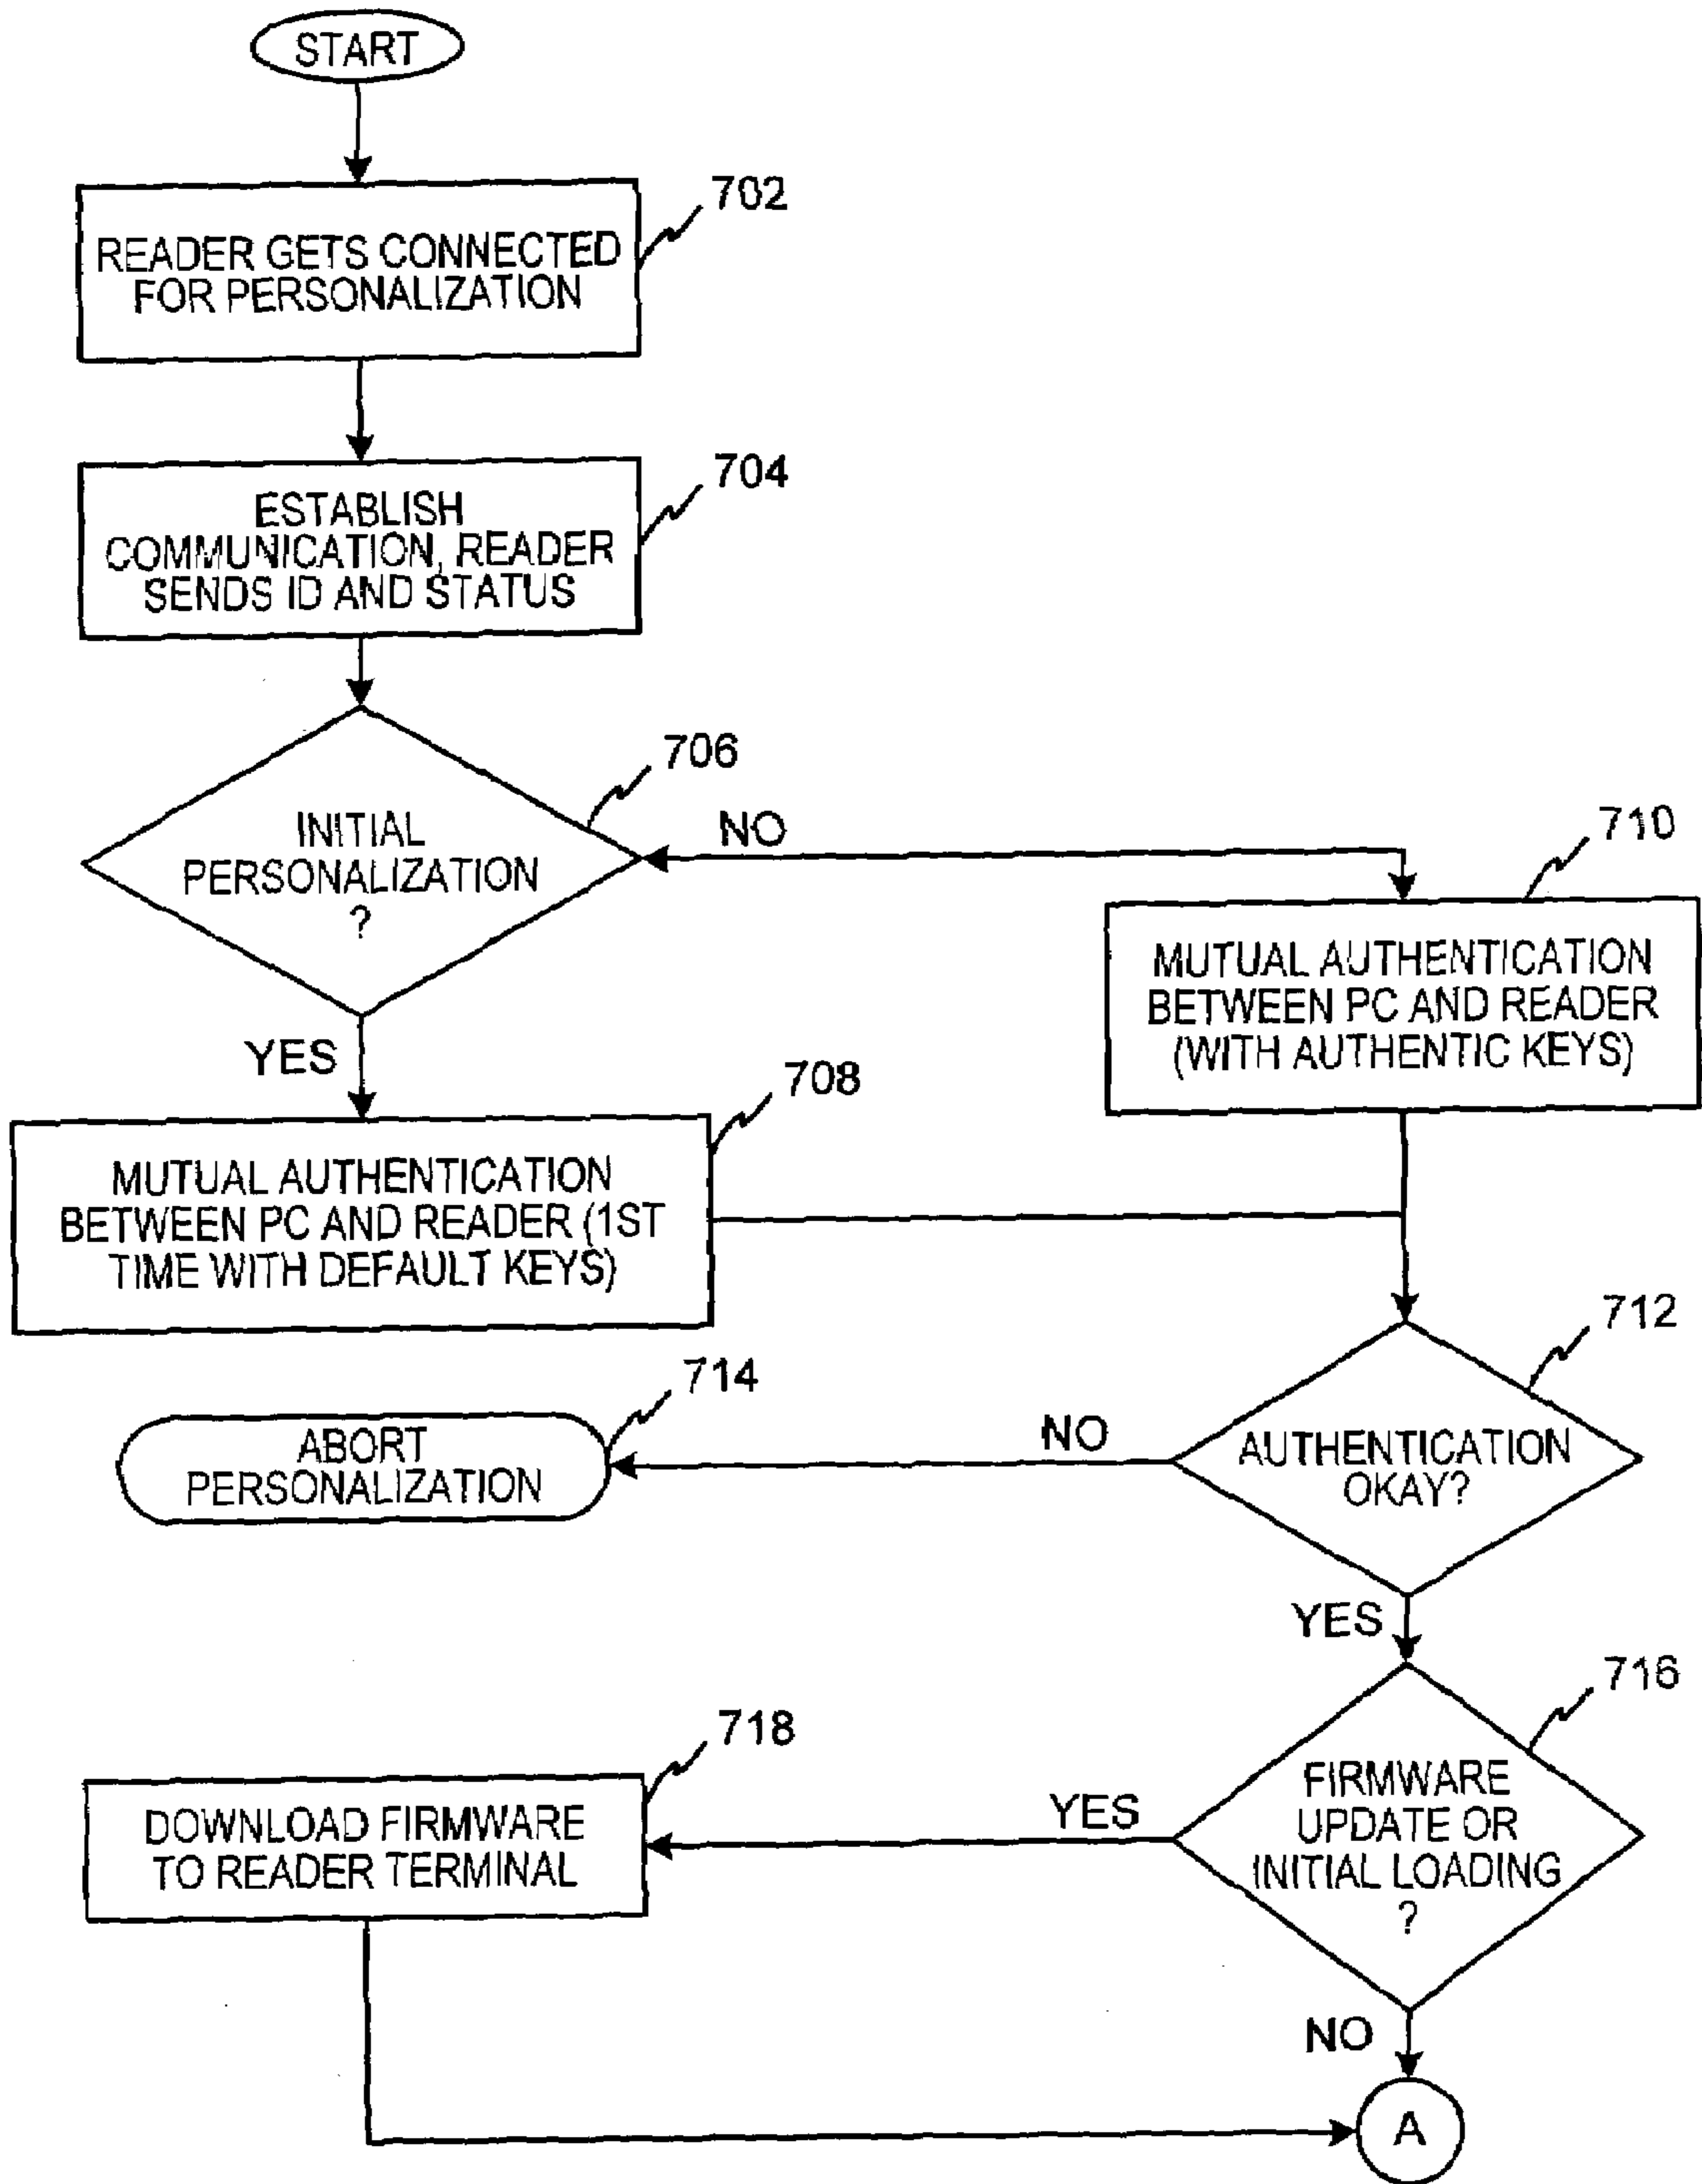 START
702
READER GETS CONNECTED
FOR PERSONALIZATION
704
ESTABLISH
COMMUNICATION, READER
SENDS ID AND STATUS
706
INITIAL
PERSONALIZATION
?
NO
710
MUTUAL AUTHENTICATION
BETWEEN PC AND READER
(WITH AUTHENTIC KEYS)
YES
708
MUTUAL AUTHENTICATION
BETWEEN PC AND READER (1ST
TIME WITH DEFAULT KEYS)
712
AUTHENTICATION
OKAY?
NO
714
ABORT
PERSONALIZATION
YES
716
FIRMWARE
UPDATE OR
INITIAL LOADING
?
YES
718
DOWNLOAD FIRMWARE
TO READER TERMINAL
NO
A